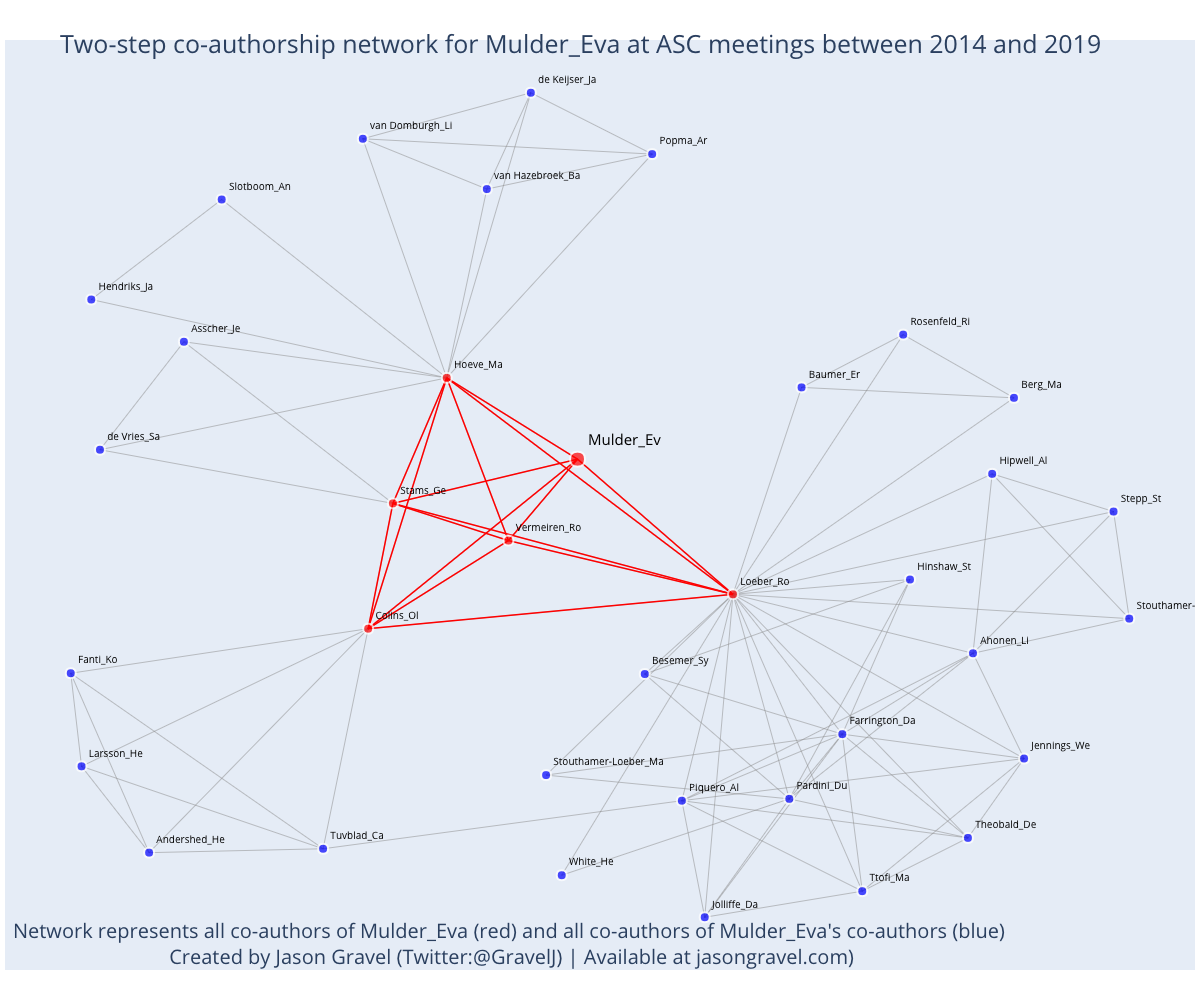 Two-step co-authorship network for Mulder_Eva at ASC meetings between 2014 and 2019
de Keijser_Ja
van Domburgh_Li
Popma_Ar
van Hazebroek_Ba
Slotboom_An
Hendriks_Ja
Rosenfeld_Ri
Asscher_Je
Hoeve_Ma
Baumer_Er
Berg_Ma
de Vries_Sa
Mulder_Ev
Hipwell_Al
Stams_Ge
Stepp_St
Vermeiren_Ro
Hinshaw_St
Loeber_Ro
Stouthamer-
Colins_Ol
Ahonen_Li
Fanti_Ko
Besemer_Sy
Farrington_Da
Larsson_He
Jennings_We
Stouthamer-Loeber_Ma
Piquero_Al
Pardini_Du
Andershed_He
Tuvblad_Ca
Theobald_De
White_He
Ttofi_Ma
Jolliffe_Da
Network represents all co-authors of Mulder_Eva (red) and all co-authors of Mulder_Eva's co-authors (blue)
Created by Jason Gravel (Twitter:@GravelJ) | Available at jasongravel.com)